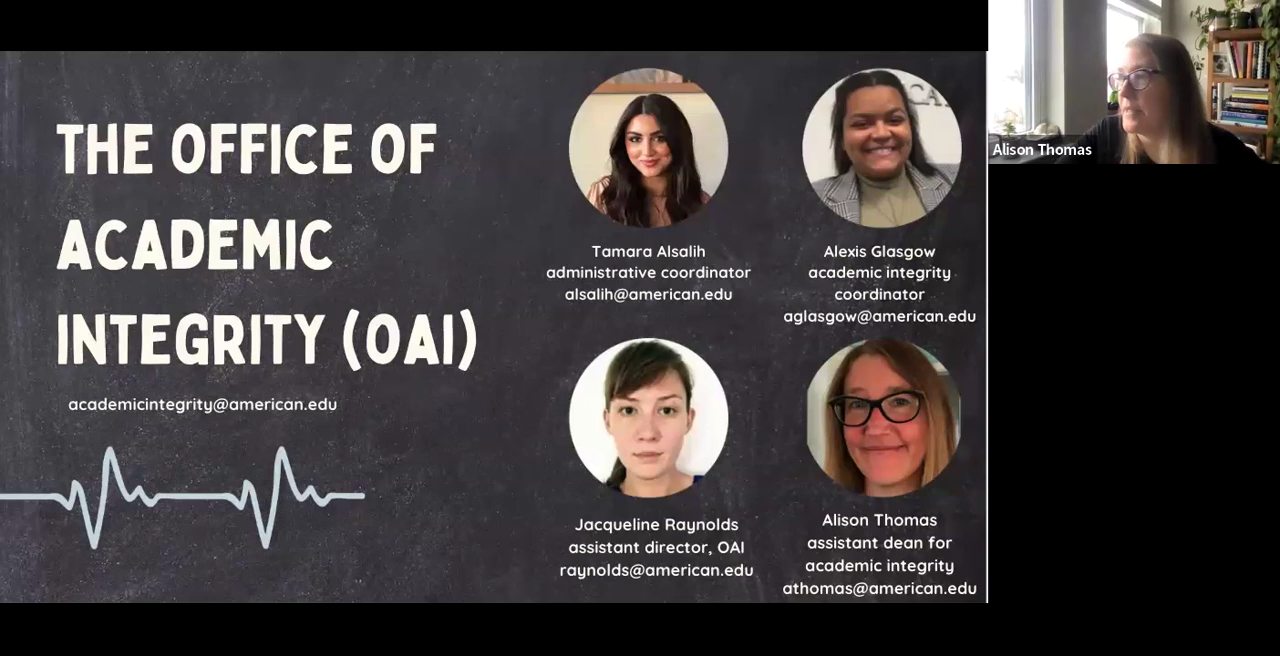 THE OFFICE OF
ACADEMIC
INTEGRITY (OAI)
academicintegrity@american.edu
Tamara Alsalih
administrative coordinator
alsalih@american.edu
Alexis Glasgow
academic integrity
coordinator
aglasgow@american.edu
Jacqueline Raynolds
assistant director, OAI
raynolds@american.edu
Alison Thomas
assistant dean for
academic integrity
athomas@american.edu
Alison Thomas